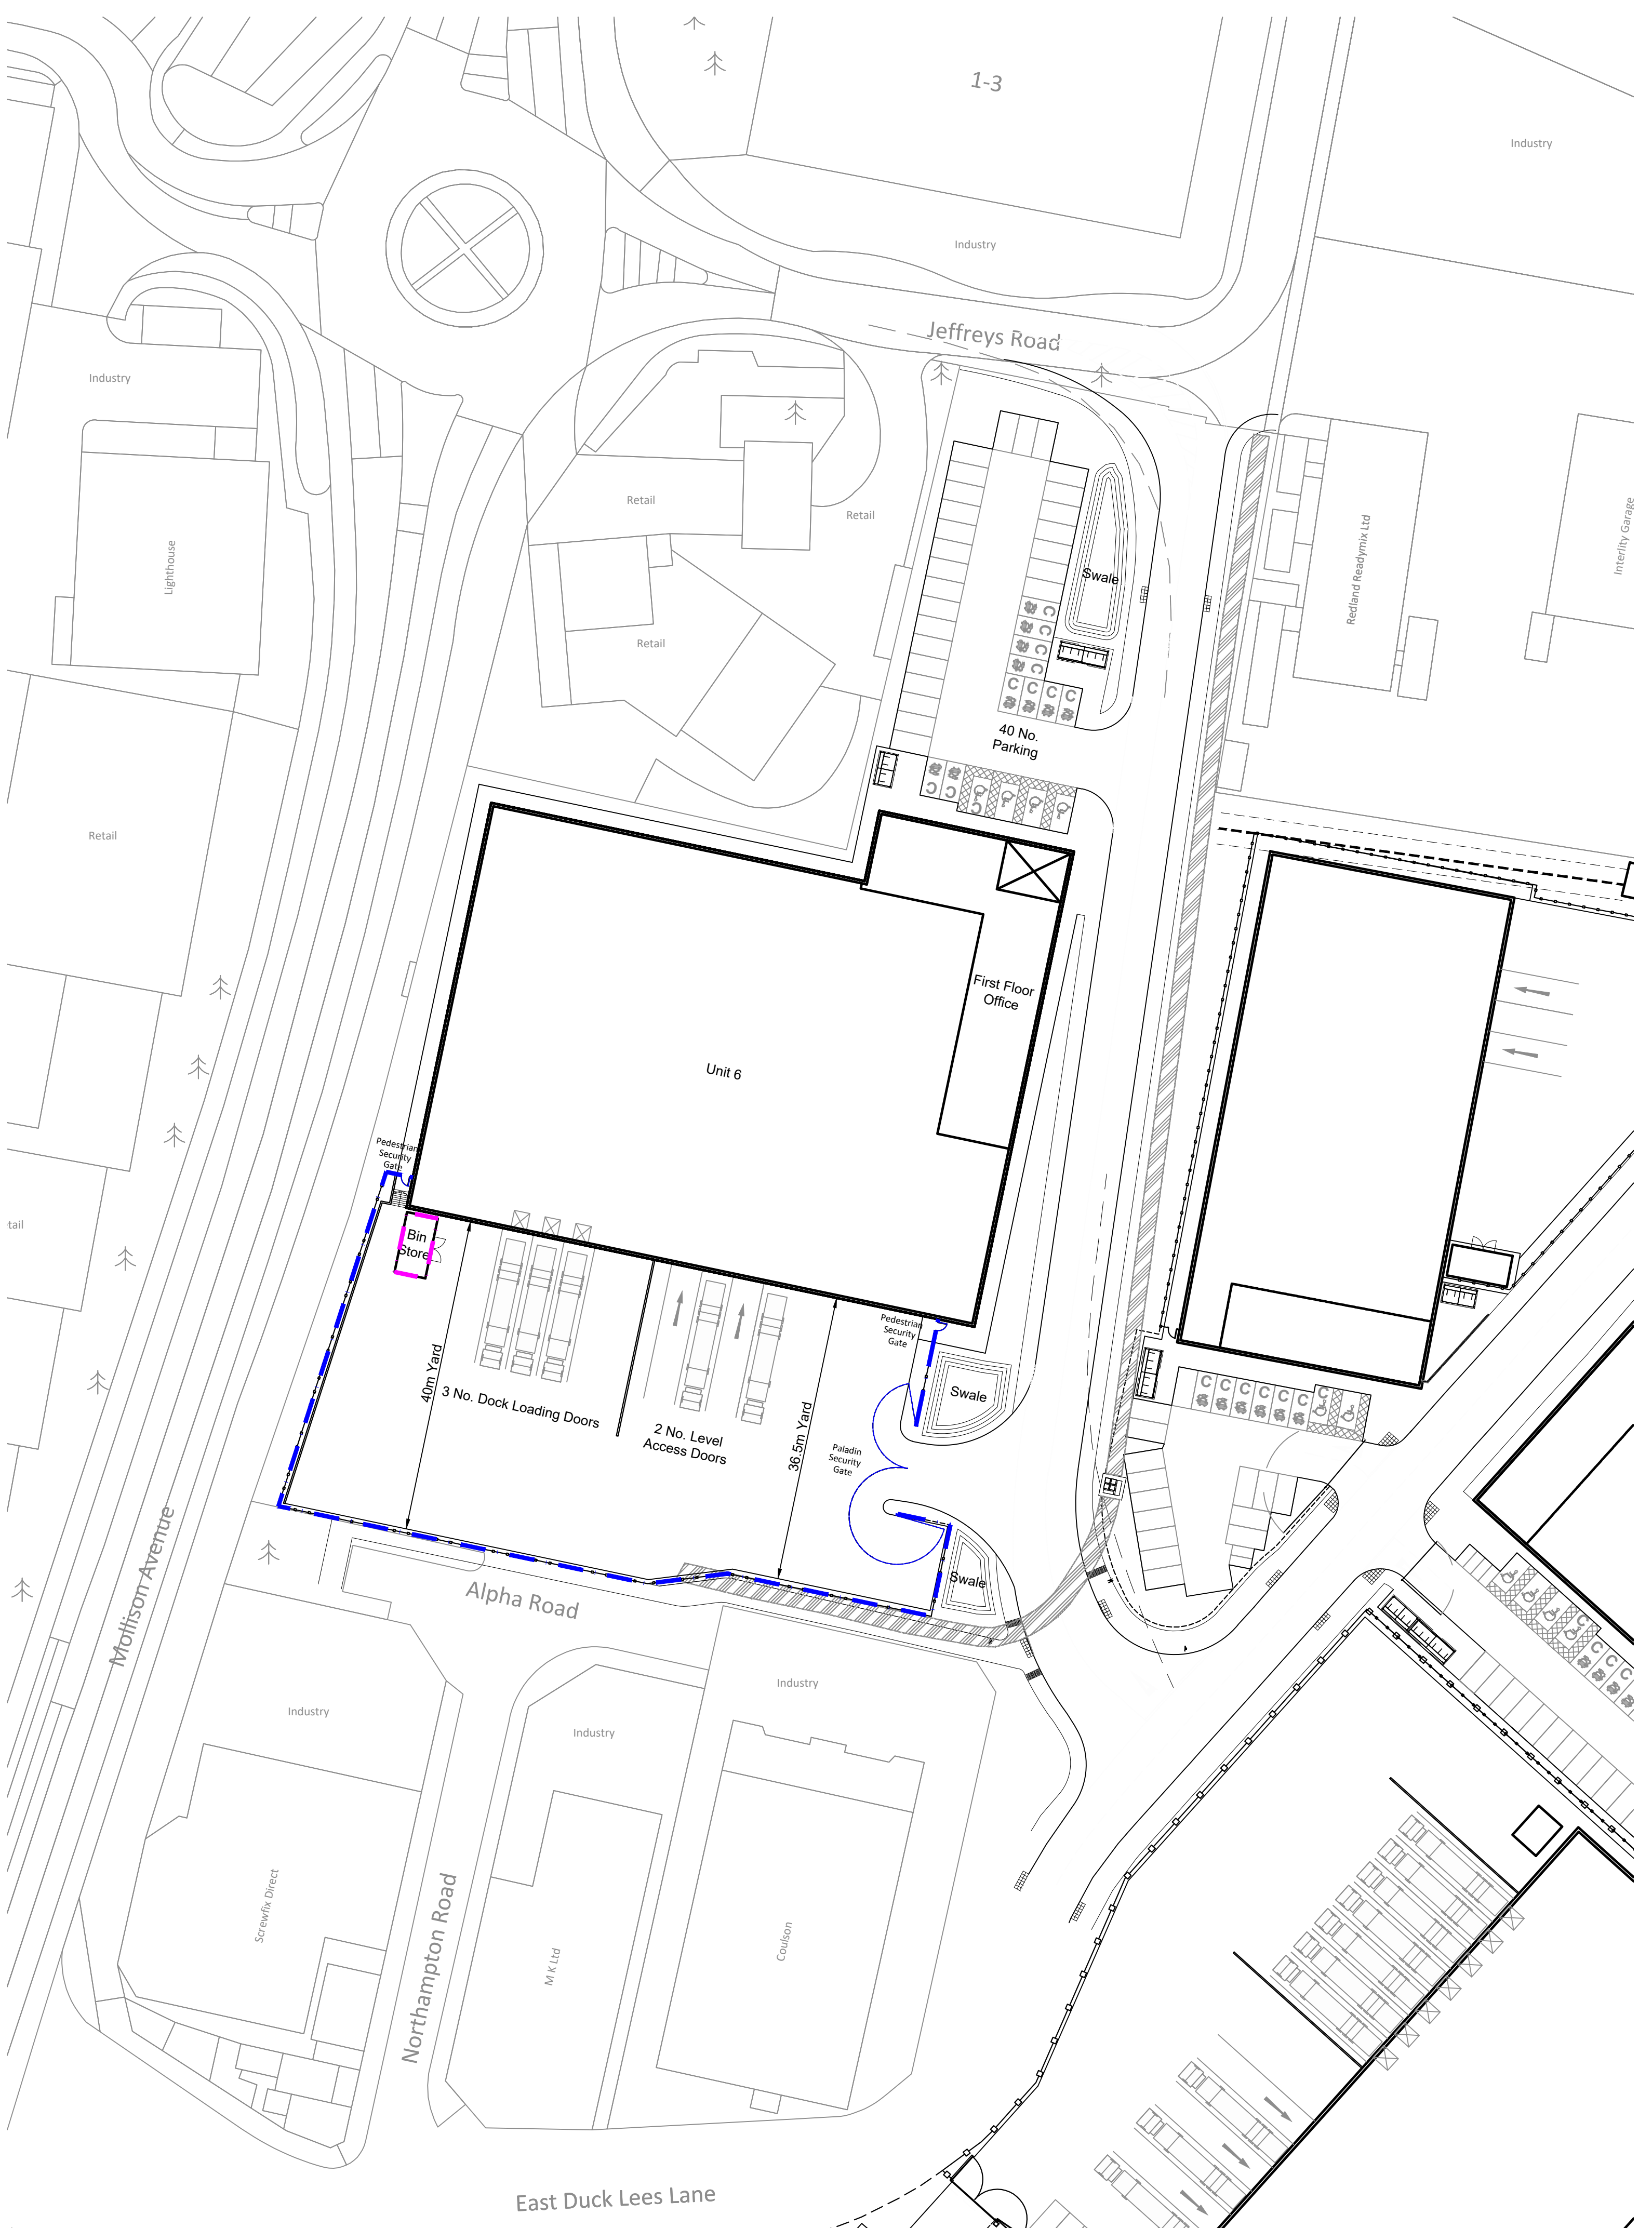 1-3
Industry
Industry
Jeffreys Road
Industry
Retail
Retail
Lighthouse
Redland Readymix Ltd
Interlity Garage
Swale
C
C
C
C
C C C C
Retail
40 No.
Parking
C C C
Retail
First Floor
Office
Unit 6
Pedestrian
Security
Gate
Bin
Store
tail
40m Yard
3 No. Dock Loading Doors
2 No. Level
Access Doors
36.5m Yard
Pedestrian
Security
Gate
Swale
Paladin
Security
Gate
C C C C C C C
Swale
Mollison Avenue
Alpha Road
C
C
C
C
Industry
Industry
Industry
Screwfix Direct
Northampton Road
M K Ltd
Coulson
East Duck Lees Lane